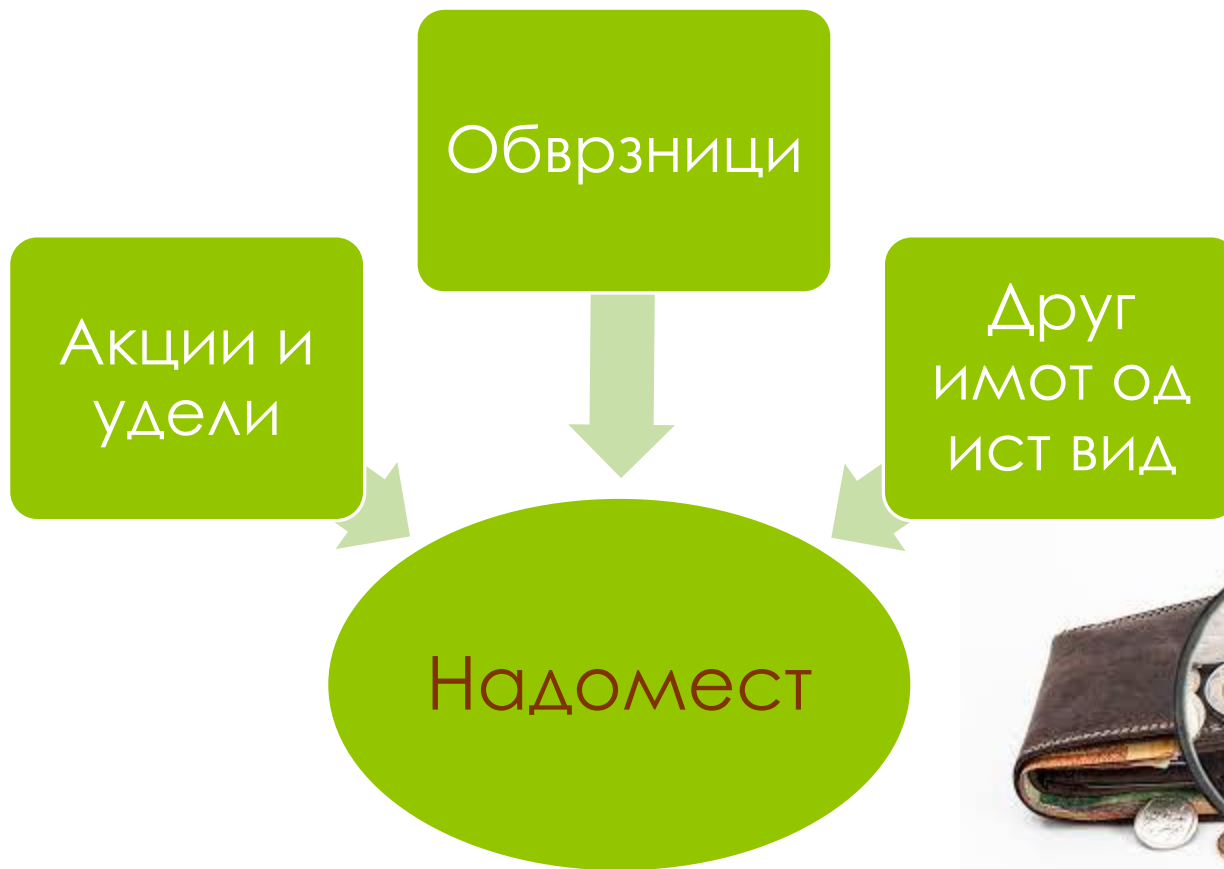 Обврзници
Акции и
удели
Друг
имот од
ист вид
Надомест